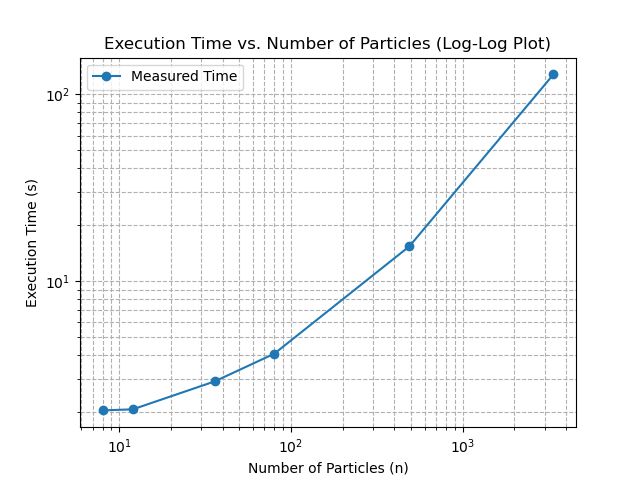 Execution Time vs. Number of Particles (Log-Log Plot)
Measured Time
10²
10¹
Execution Time (s)
10¹ 10² 10³
Number of Particles (n)